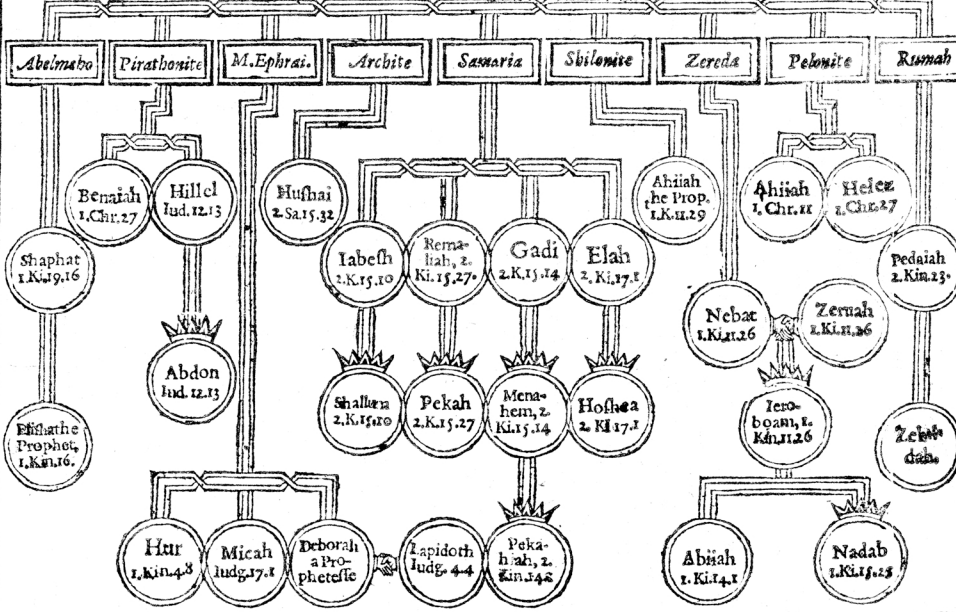 Abelmeho
Pirathonite
M.Ephrai.
Archite
Samaria
Shilonite
Zereda
Pelonite
Rumah
Benaiah
1.Chr.27
Hillel
Iud.12.13
Hushai
2.Sa.15.32
Ahiiah
he Prop.
1.K.11.29
Ahiiah
1.Chr.11
Helez
1.Chr.27
Shaphat
1.Ki.19.16
Iabesh
2.K.15.10
Rema-
liah, 2.
Ki.15.27.
Gadi
2.K.15.14
Elah
2.Ki.17.1
Pedaiah
2.Kin.23.
Nebat
1.Ki.11.26
Zeruah
1.Ki.11.26
Abdon
Iud.12.13
Shallum
2.K.15.10
Pekah
2.K.15.27
Mena-
hem, 2.
Ki.15.14
Hoshea
2.Ki.17.1
Iero-
boam, 1.
Kin.11.26
Elisha the
Prophet,
1.Kin.16.
dah.
Hur
1.Kin.4.8
Micah
Iudg.17.1
Deborah
a Pro-
phetesse
Lapidoth
Iudg.4.4
Peka-
hiah, 2.
Abiiah
1.Ki.14.1
Nadab
1.Ki.15.25